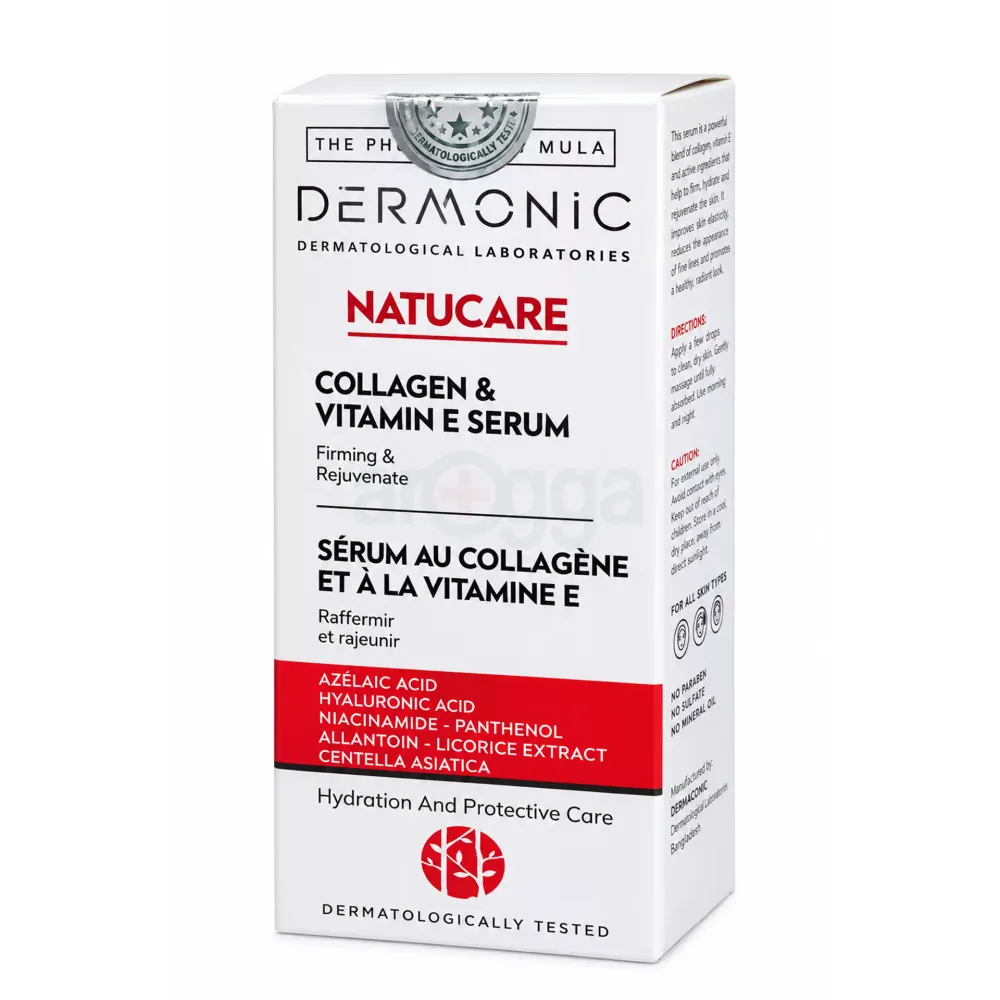 THE PH MULA
DERMATOLOGICALLY TESTED
DERMONIC
DERMATOLOGICAL LABORATORIES
NATUCARE
COLLAGEN &
VITAMIN E SERUM
Firming &
Rejuvenate
arogga
SÉRUM AU COLLAGÈNE
ET À LA VITAMINE E
Raffermir
et rajeunir
AZÉLAIC ACID
HYALURONIC ACID
NIACINAMIDE - PANTHENOL
ALLANTOIN - LICORICE EXTRACT
CENTELLA ASIATICA
Hydration And Protective Care
DERMATOLOGICALLY TESTED
This serum is a powerful
blend of collagen, vitamin E
and active ingredients that
help to firm, hydrate and
rejuvenate the skin. It
improves skin elasticity,
reduces the appearance
of fine lines and promotes
a healthy, radiant look.
DIRECTIONS:
Apply a few drops
to clean, dry skin. Gently
massage until fully
absorbed. Use morning
and night.
CAUTION:
For external use only.
Avoid contact with eyes.
Keep out of reach of
children. Store in a cool,
dry place, away from
direct sunlight.
FOR ALL SKIN TYPES
NO PARABEN
NO SULFATE
NO MINERAL OIL
Manufactured by:
DERMACONIC
Dermatological Laboratories
Bangladesh